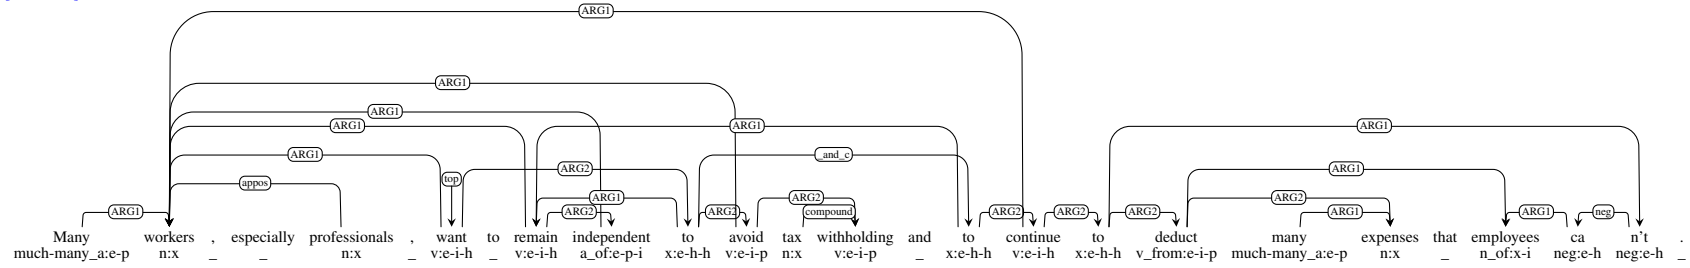 ARG1
ARG1
ARG1
ARG1 ARG1 ARG1
ARG1 _and_c
top ARG2 ARG1
appos ARG1 ARG2 ARG2
ARG1 ARG2 ARG2 compound ARG2 ARG2 ARG2 ARG1 ARG1 neg
Many workers , especially professionals , want to remain independent to avoid tax withholding and to continue to deduct many expenses that employees ca n't .
much-many_a:e-p n:x _ _ n:x _ v:e-i-h _ v:e-i-h a_of:e-p-i x:e-h-h v:e-i-p n:x v:e-i-p _ x:e-h-h v:e-i-h x:e-h-h v_from:e-i-p much-many_a:e-p n:x _ n_of:x-i neg:e-h neg:e-h _